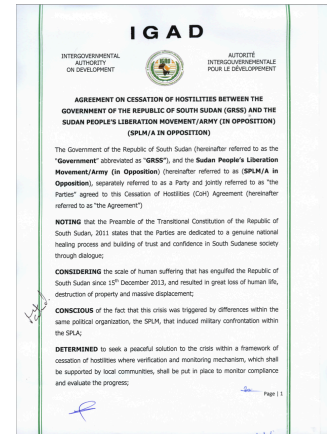 IGAD
INTERGOVERNMENTAL
AUTHORITY
ON DEVELOPMENT
AUTORITÉ
INTERGOUVERNEMENTALE
POUR LE DÉVELOPPEMENT
AGREEMENT ON CESSATION OF HOSTILITIES BETWEEN THE
GOVERNMENT OF THE REPUBLIC OF SOUTH SUDAN (GRSS) AND THE
SUDAN PEOPLE'S LIBERATION MOVEMENT/ARMY (IN OPPOSITION)
(SPLM/A IN OPPOSITION)
The Government of the Republic of South Sudan (hereinafter referred to as the
"Government" abbreviated as "GRSS"), and the Sudan People's Liberation
Movement/Army (in Opposition) (hereinafter referred to as (SPLM/A in
Opposition), separately referred to as a Party and jointly referred to as "the
Parties" agreed to this Cessation of Hostilities (CoH) Agreement (hereinafter
referred to as "the Agreement")
NOTING that the Preamble of the Transitional Constitution of the Republic of
South Sudan, 2011 states that the Parties are dedicated to a genuine national
healing process and building of trust and confidence in South Sudanese society
through dialogue;
CONSIDERING the scale of human suffering that has engulfed the Republic of
South Sudan since 15th December 2013, and resulted in great loss of human life,
destruction of property and massive displacement;
CONSCIOUS of the fact that this crisis was triggered by differences within the
same political organization, the SPLM, that induced military confrontation within
the SPLA;
DETERMINED to seek a peaceful solution to the crisis within a framework of
cessation of hostilities where verification and monitoring mechanism, which shall
be supported by local communities, shall be put in place to monitor compliance
and evaluate the progress;
Page | 1